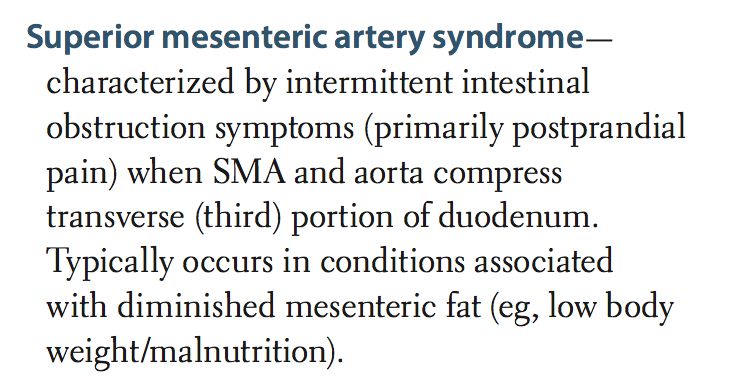 Superior mesenteric artery syndrome—
characterized by intermittent intestinal
obstruction symptoms (primarily postprandial
pain) when SMA and aorta compress
transverse (third) portion of duodenum.
Typically occurs in conditions associated
with diminished mesenteric fat (eg, low body
weight/malnutrition).